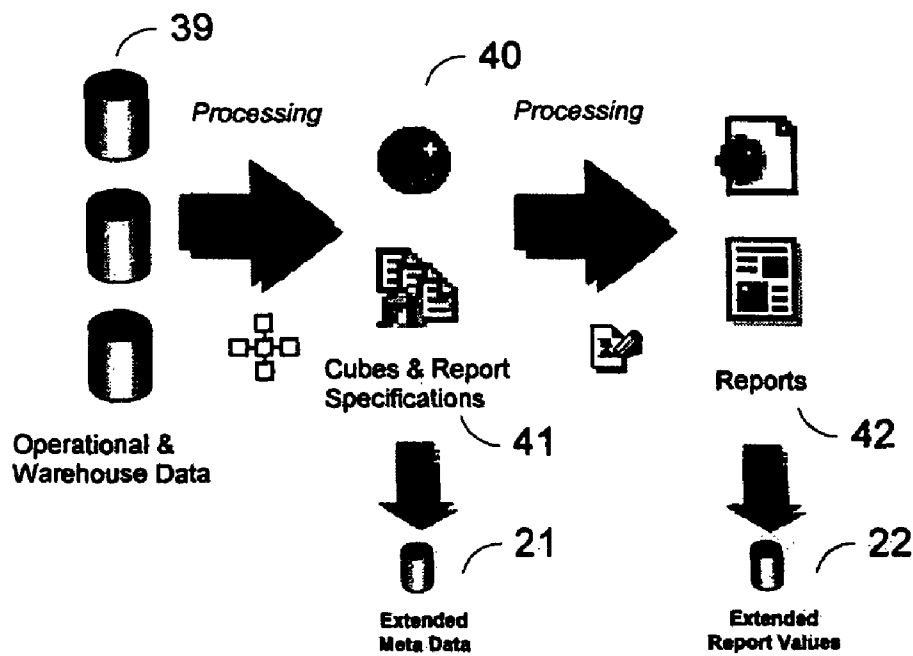 39
40
Processing
Processing
Cubes & Report
Specifications
Reports
Operational &
Warehouse Data
41
42
21
22
Extended
Meta Data
Extended
Report Values